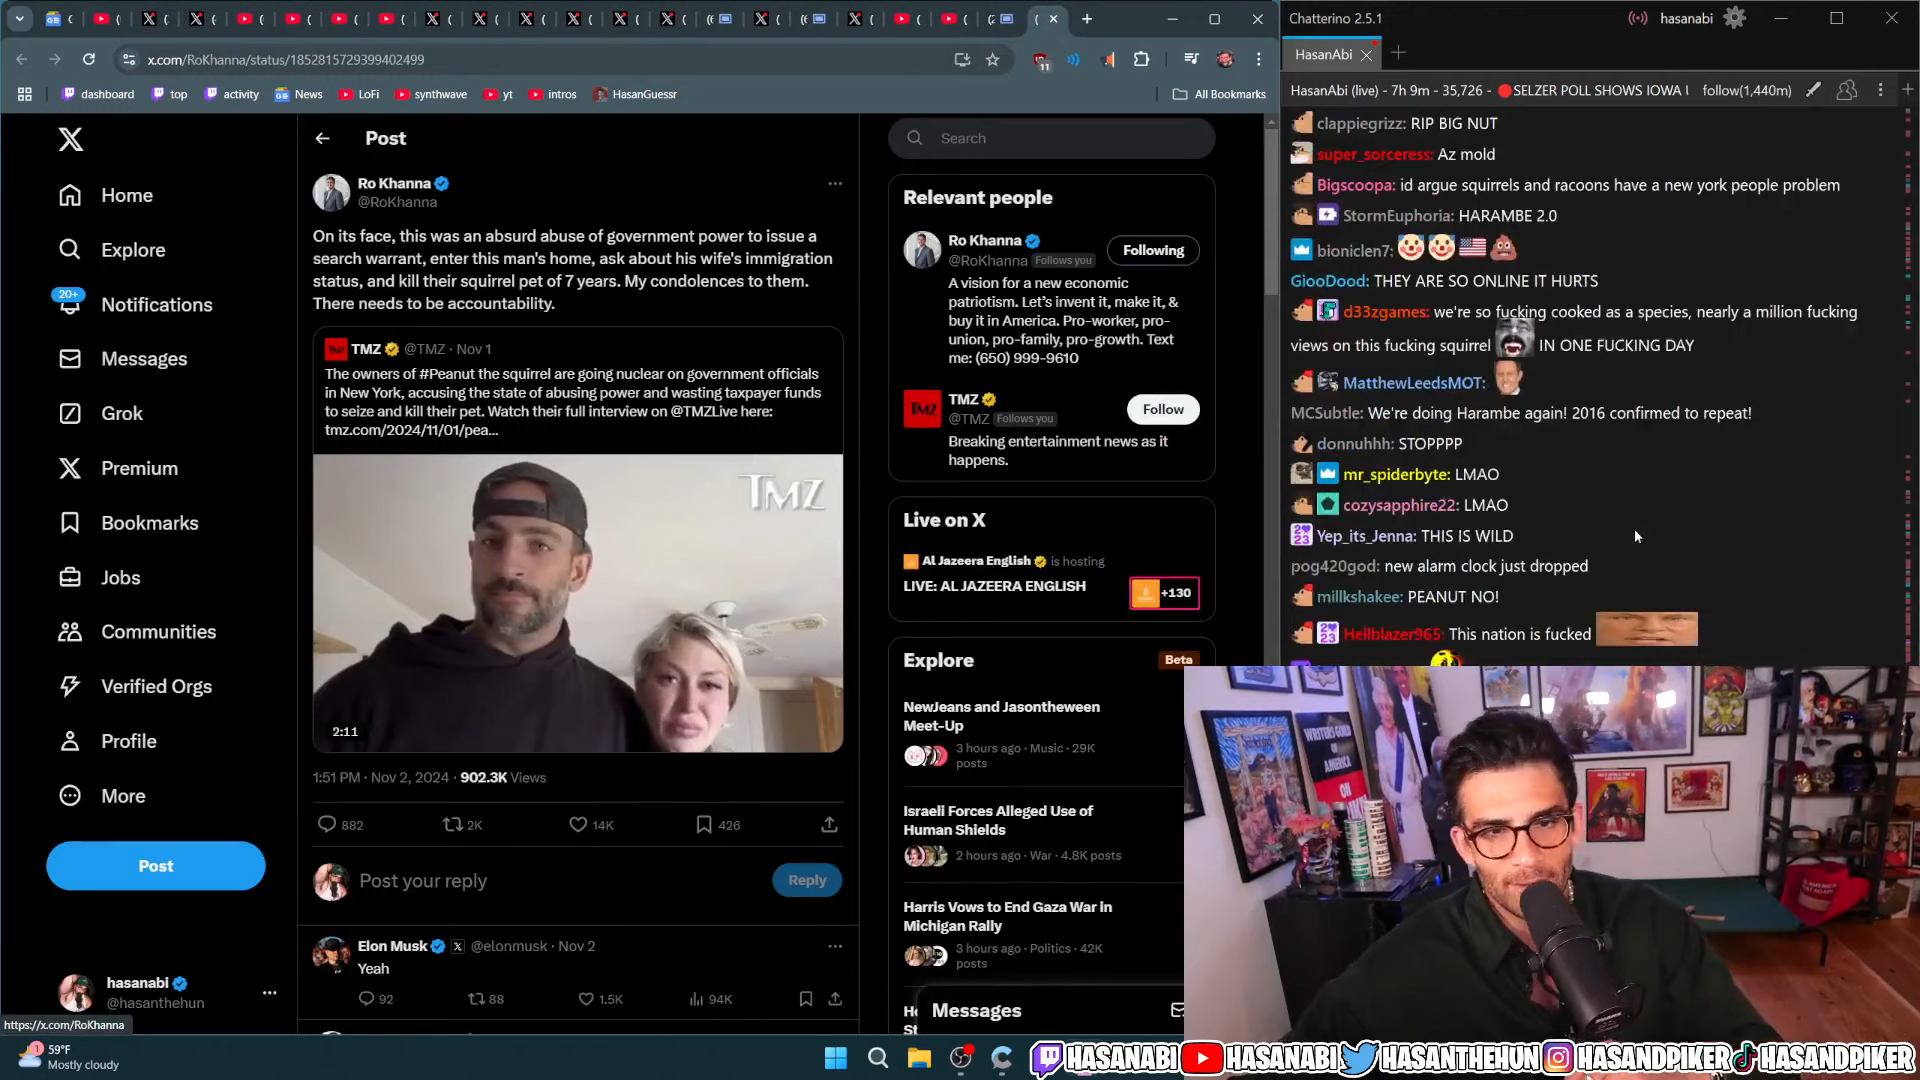 x.com/RoKhanna/status/1852815729399402499
11
dashboard
top
activity
News
LoFi
synthwave
yt
intros
HasanGuessr
All Bookmarks
Home
Explore
20+
Notifications
Messages
Grok
Premium
Bookmarks
Jobs
Communities
Verified Orgs
Profile
More
Post
hasanabi
@hasanthehun
https://x.com/RoKhanna
Post
Ro Khanna
@RoKhanna
On its face, this was an absurd abuse of government power to issue a
search warrant, enter this man's home, ask about his wife's immigration
status, and kill their squirrel pet of 7 years. My condolences to them.
There needs to be accountability.
TMZ @TMZ · Nov 1
The owners of #Peanut the squirrel are going nuclear on government officials
in New York, accusing the state of abusing power and wasting taxpayer funds
to seize and kill their pet. Watch their full interview on @TMZLive here:
tmz.com/2024/11/01/pea...
TMZ
2:11
1:51 PM · Nov 2, 2024 · 902.3K Views
882 2K 14K 426
Post your reply
Reply
Elon Musk @elonmusk · Nov 2
Yeah
92 88 1.5K 94K
Search
Relevant people
Ro Khanna
@RoKhanna Follows you
Following
A vision for a new economic
patriotism. Let's invent it, make it, &
buy it in America. Pro-worker, pro-
union, pro-family, pro-growth. Text
me: (650) 999-9610
TMZ
@TMZ Follows you
Follow
Breaking entertainment news as it
happens.
Live on X
Al Jazeera English is hosting
LIVE: AL JAZEERA ENGLISH
+130
Explore
Beta
NewJeans and Jasontheween
Meet-Up
3 hours ago · Music · 29K
posts
Israeli Forces Alleged Use of
Human Shields
2 hours ago · War · 4.8K posts
Harris Vows to End Gaza War in
Michigan Rally
3 hours ago · Politics · 42K
posts
Messages
Chatterino 2.5.1
hasanabi
HasanAbi
HasanAbi (live) - 7h 9m - 35,726 - SELZER POLL SHOWS IOWA
follow(1,440m)
clappiegrizz: RIP BIG NUT
super_sorceress: Az mold
Bigscoopa: id argue squirrels and racoons have a new york people problem
StormEuphoria: HARAMBE 2.0
bioniclen7:
GiooDood: THEY ARE SO ONLINE IT HURTS
d33zgames: we're so fucking cooked as a species, nearly a million fucking
views on this fucking squirrel IN ONE FUCKING DAY
MatthewLeedsMOT:
MCSubtle: We're doing Harambe again! 2016 confirmed to repeat!
donnuhhh: STOPPPP
mr_spiderbyte: LMAO
cozysapphire22: LMAO
Yep_its_Jenna: THIS IS WILD
pog420god: new alarm clock just dropped
millkshakee: PEANUT NO!
Hellblazer965: This nation is fucked
WRITERS GUILD OF
AMERICA
ON
1
59°F
Mostly cloudy
HASANABI HASANABI HASANTHEHUN HASANDPIKER HASANDPIKER